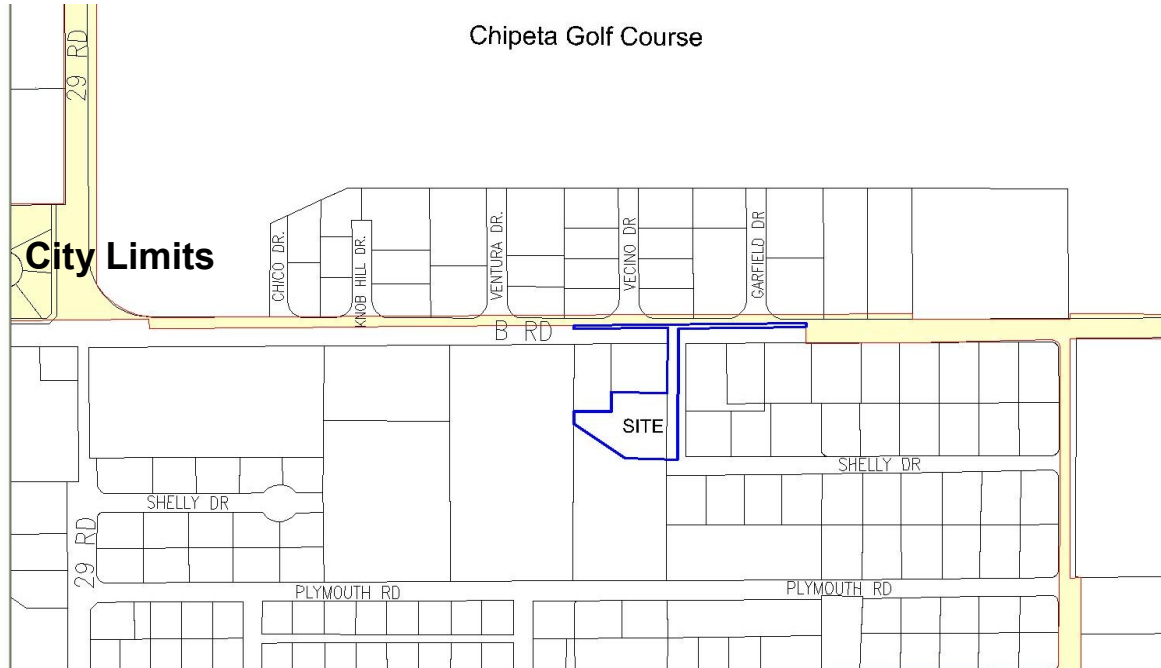 Chipeta Golf Course
29 RD
City Limits
CHICO DR.
KNOB HILL DR.
VENTURA DR.
VECINO DR
GARFIELD DR
B RD
SITE
SHELLY DR
SHELLY DR
29 RD
PLYMOUTH RD
PLYMOUTH RD